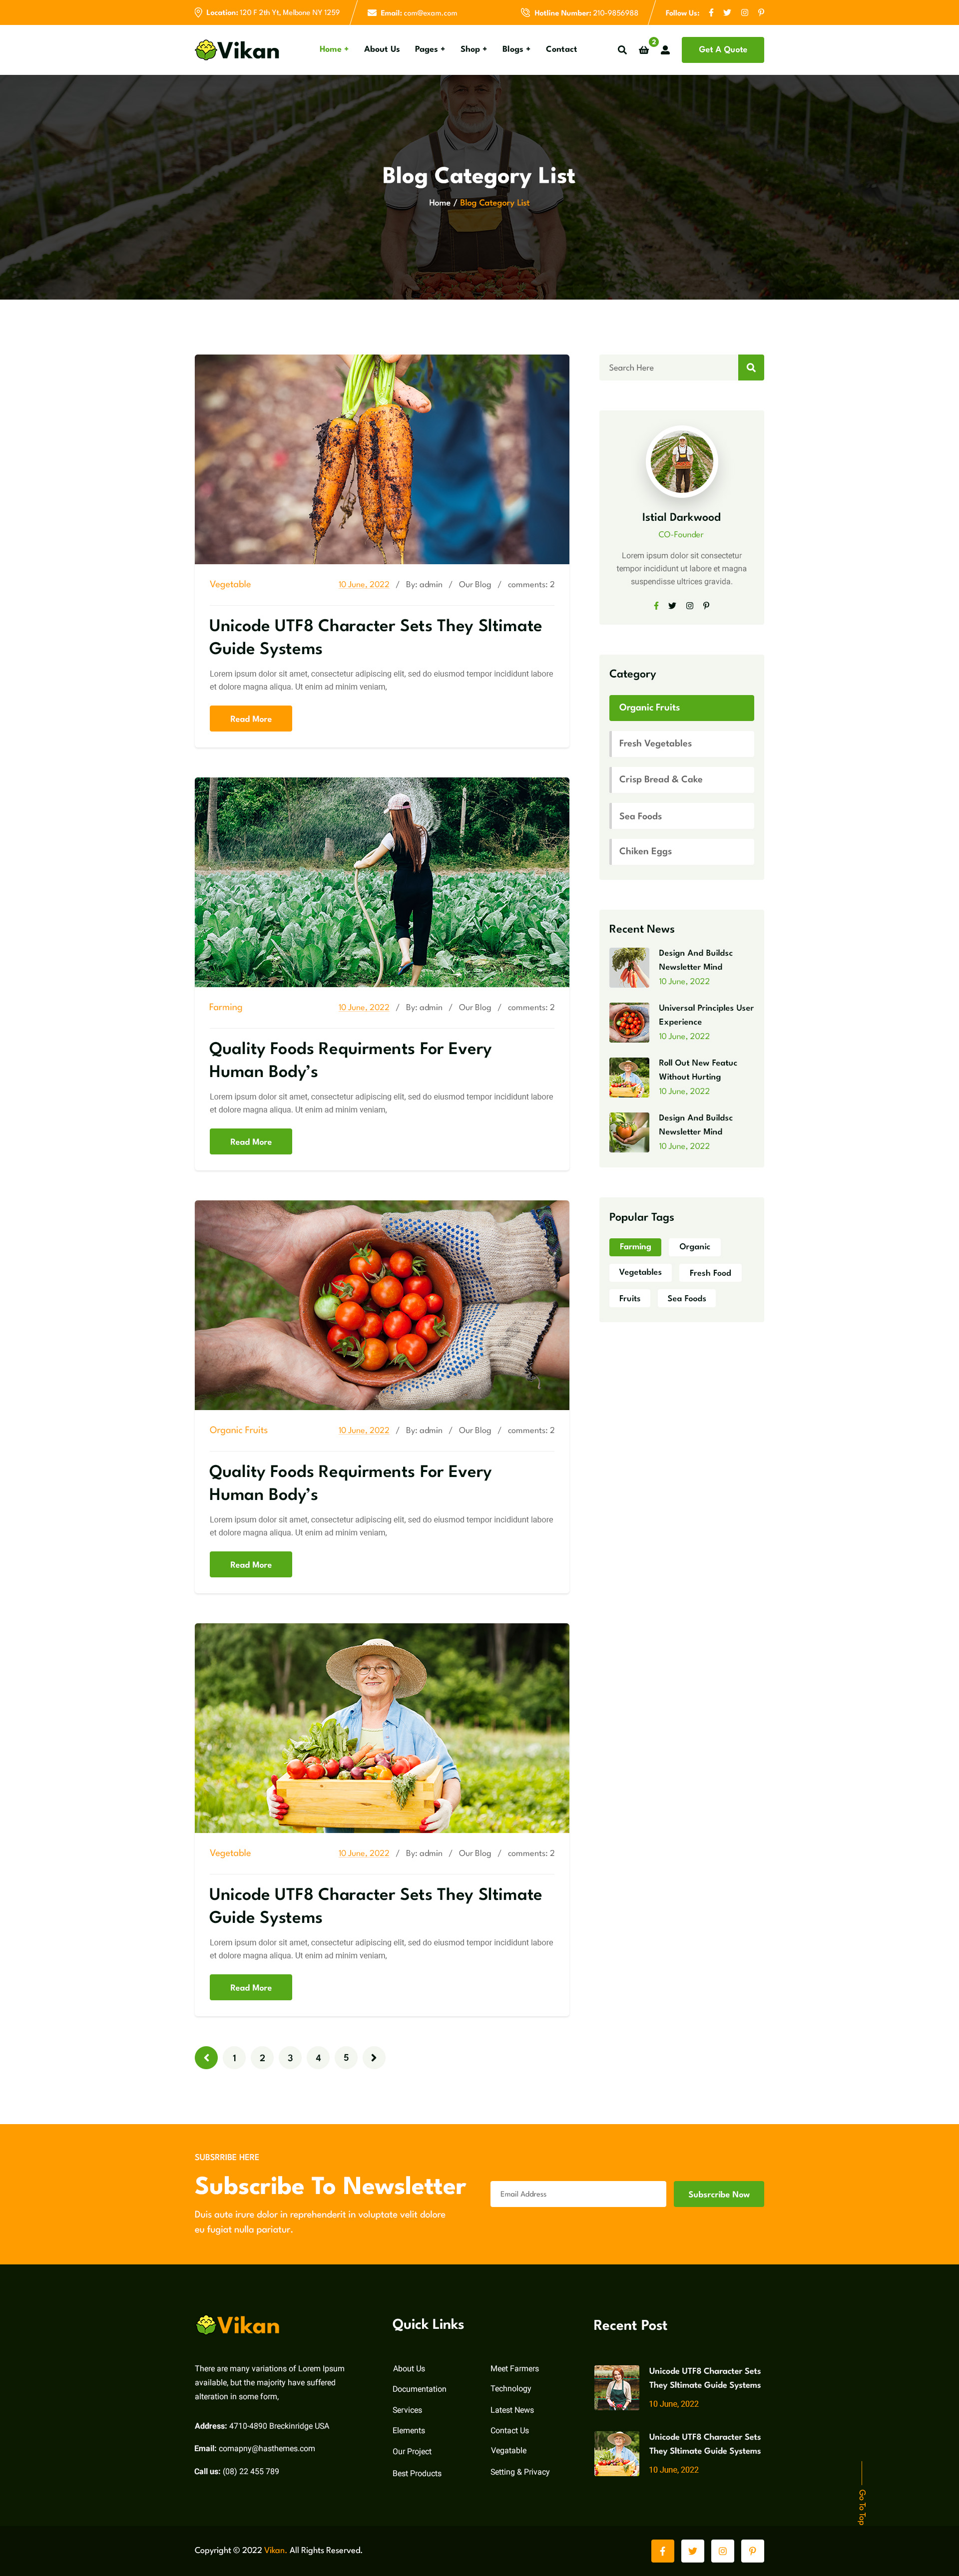 Location: 120 F 2th Yt, Melbone NY 1259
Email: com@exam.com
Hotline Number: 210-9856988
Follow Us:
Vikan
Home +
About Us
Pages +
Shop +
Blogs +
Contact
2
Get A Quote
Blog Category List
Home / Blog Category List
Vegetable
10 June, 2022 / By: admin / Our Blog / comments: 2
Unicode UTF8 Character Sets They Sltimate
Guide Systems
Lorem ipsum dolor sit amet, consectetur adipiscing elit, sed do eiusmod tempor incididunt labore
et dolore magna aliqua. Ut enim ad minim veniam,
Read More
Farming
10 June, 2022 / By: admin / Our Blog / comments: 2
Quality Foods Requirments For Every
Human Body's
Lorem ipsum dolor sit amet, consectetur adipiscing elit, sed do eiusmod tempor incididunt labore
et dolore magna aliqua. Ut enim ad minim veniam,
Read More
Organic Fruits
10 June, 2022 / By: admin / Our Blog / comments: 2
Quality Foods Requirments For Every
Human Body's
Lorem ipsum dolor sit amet, consectetur adipiscing elit, sed do eiusmod tempor incididunt labore
et dolore magna aliqua. Ut enim ad minim veniam,
Read More
Vegetable
10 June, 2022 / By: admin / Our Blog / comments: 2
Unicode UTF8 Character Sets They Sltimate
Guide Systems
Lorem ipsum dolor sit amet, consectetur adipiscing elit, sed do eiusmod tempor incididunt labore
et dolore magna aliqua. Ut enim ad minim veniam,
Read More
1
2
3
4
5
Search Here
Istial Darkwood
CO-Founder
Lorem ipsum dolor sit consectetur
tempor incididunt ut labore et magna
suspendisse ultrices gravida.
Category
Organic Fruits
Fresh Vegetables
Crisp Bread & Cake
Sea Foods
Chiken Eggs
Recent News
Design And Buildsc
Newsletter Mind
10 June, 2022
Universal Principles User
Experience
10 June, 2022
Roll Out New Featuc
Without Hurting
10 June, 2022
Design And Buildsc
Newsletter Mind
10 June, 2022
Popular Tags
Farming
Organic
Vegetables
Fresh Food
Fruits
Sea Foods
SUBSRRIBE HERE
Subscribe To Newsletter
Duis aute irure dolor in reprehenderit in voluptate velit dolore
eu fugiat nulla pariatur.
Email Address
Subsrcribe Now
Vikan
There are many variations of Lorem Ipsum
available, but the majority have suffered
alteration in some form,
Address: 4710-4890 Breckinridge USA
Email: comapny@hasthemes.com
Call us: (08) 22 455 789
Quick Links
About Us
Documentation
Services
Elements
Our Project
Best Products
Meet Farmers
Technology
Latest News
Contact Us
Vegatable
Setting & Privacy
Recent Post
Unicode UTF8 Character Sets
They Sltimate Guide Systems
10 June, 2022
Unicode UTF8 Character Sets
They Sltimate Guide Systems
10 June, 2022
Go To Top
Copyright © 2022 Vikan. All Rights Reserved.